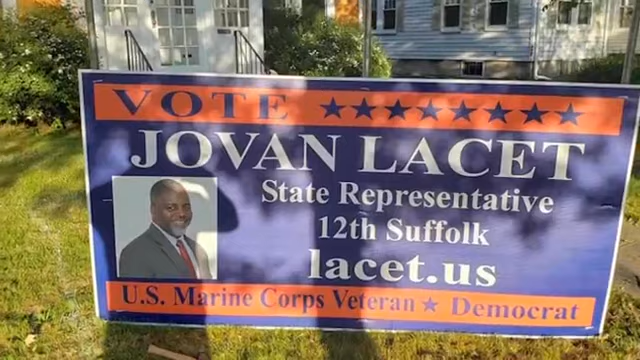 VOTE ★★★★★★★★
JOVAN LACET
State Representative
12th Suffolk
lacet.us
U.S. Marine Corps Veteran ★ Democrat